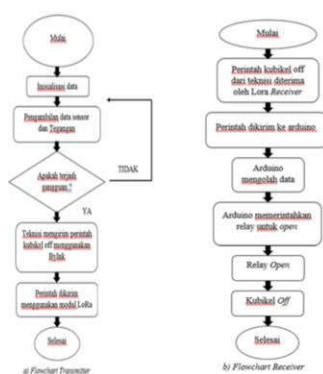 Mulai
Inisialisasi data
Pengambilan data sensor
dan Tegangan
Apakah terjadi
gangguan ?
TIDAK
YA
Teknisi mengirim perintah
kubikel off menggunakan
Bylink
Perintah dikirim
menggunakan modul LoRa
Selesai
a) Flowchart Transmitter
Mulai
Perintah kubikel off
dari teknisi diterima
oleh Lora Receiver
Perintah dikirim ke arduino
Arduino
mengolah data
Arduino memerintahkan
relay untuk open
Relay Open
Kubikel Off
Selesai
b) Flowchart Receiver